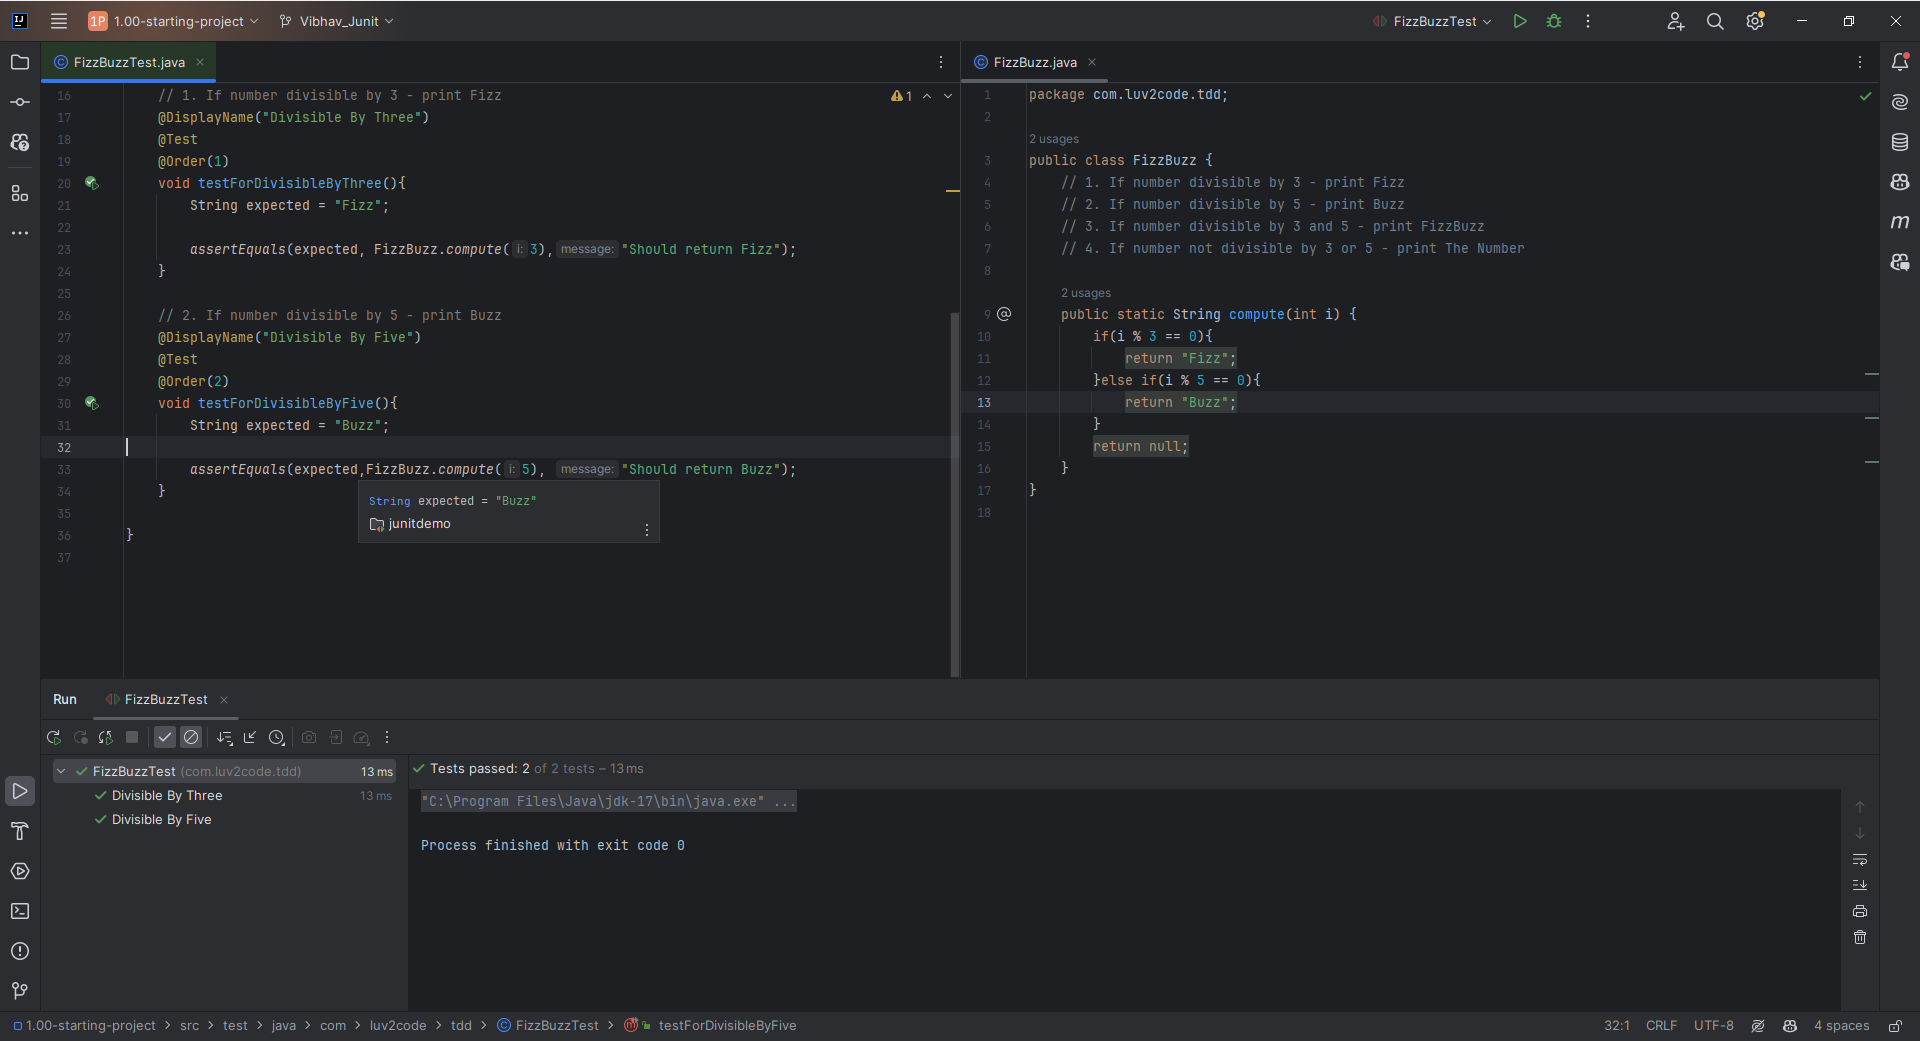 1P 1.00-starting-project Vibhav_Junit FizzBuzzTest
FizzBuzzTest.java
16 // 1. If number divisible by 3 - print Fizz 1
17 @DisplayName("Divisible By Three")
18 @Test
19 @Order(1)
20 void testForDivisibleByThree(){
21 String expected = "Fizz";
22
23 assertEquals(expected, FizzBuzz.compute( i: 3), message: "Should return Fizz");
24 }
25
26 // 2. If number divisible by 5 - print Buzz
27 @DisplayName("Divisible By Five")
28 @Test
29 @Order(2)
30 void testForDivisibleByFive(){
31 String expected = "Buzz";
32
33 assertEquals(expected,FizzBuzz.compute( i: 5), message: "Should return Buzz");
34 }
35
36 }
37
String expected = "Buzz"
junitdemo
FizzBuzz.java
1 package com.luv2code.tdd;
2
2 usages
3 public class FizzBuzz {
4 // 1. If number divisible by 3 - print Fizz
5 // 2. If number divisible by 5 - print Buzz
6 // 3. If number divisible by 3 and 5 - print FizzBuzz
7 // 4. If number not divisible by 3 or 5 - print The Number
8
2 usages
9 @ public static String compute(int i) {
10 if(i % 3 == 0){
11 return "Fizz";
12 }else if(i % 5 == 0){
13 return "Buzz";
14 }
15 return null;
16 }
17 }
18
Run FizzBuzzTest
FizzBuzzTest (com.luv2code.tdd) 13 ms
Divisible By Three 13 ms
Divisible By Five
Tests passed: 2 of 2 tests – 13 ms
"C:\Program Files\Java\jdk-17\bin\java.exe" ...
Process finished with exit code 0
1.00-starting-project > src > test > java > com > luv2code > tdd > FizzBuzzTest > testForDivisibleByFive 32:1 CRLF UTF-8 4 spaces